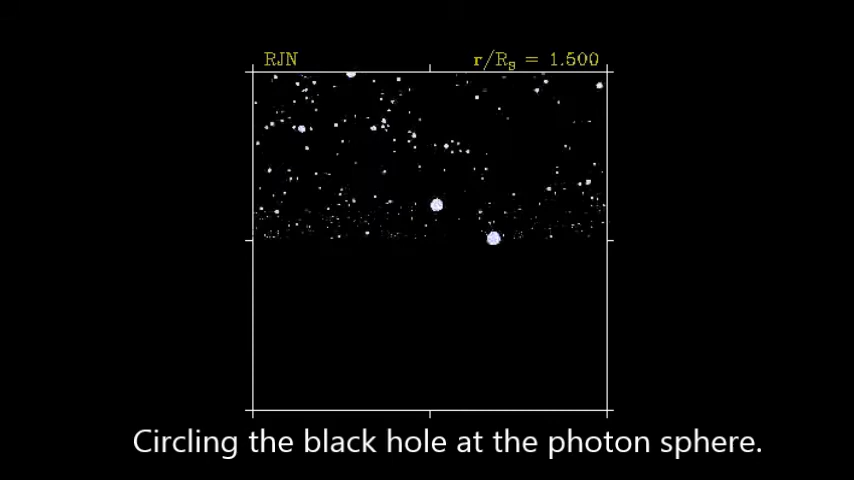 RJN r/Rs = 1.500
Circling the black hole at the photon sphere.